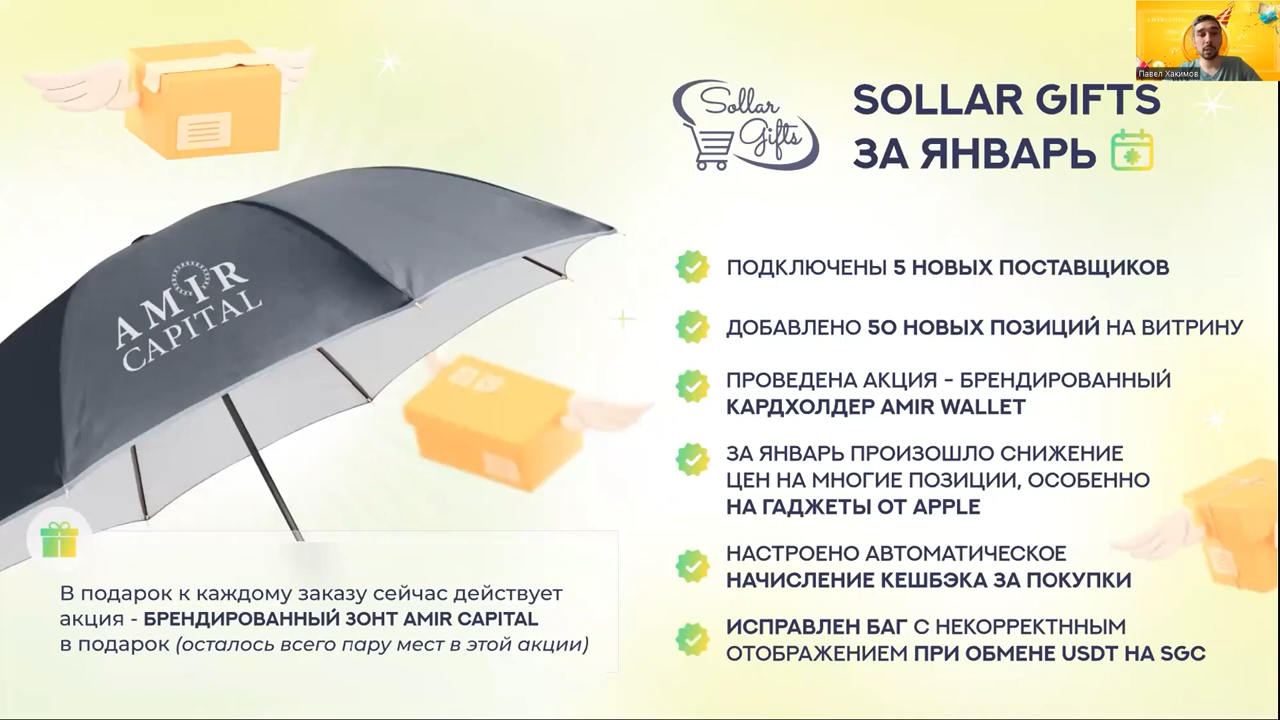 Павел Хакимов
Sollar
Gifts
SOLLAR GIFTS
ЗА ЯНВАРЬ
AMIR
CAPITAL
ПОДКЛЮЧЕНЫ 5 НОВЫХ ПОСТАВЩИКОВ
ДОБАВЛЕНО 50 НОВЫХ ПОЗИЦИЙ НА ВИТРИНУ
ПРОВЕДЕНА АКЦИЯ - БРЕНДИРОВАННЫЙ
КАРДХОЛДЕР AMIR WALLET
ЗА ЯНВАРЬ ПРОИЗОШЛО СНИЖЕНИЕ
ЦЕН НА МНОГИЕ ПОЗИЦИИ, ОСОБЕННО
НА ГАДЖЕТЫ ОТ APPLE
НАСТРОЕНО АВТОМАТИЧЕСКОЕ
НАЧИСЛЕНИЕ КЕШБЭКА ЗА ПОКУПКИ
ИСПРАВЛЕН БАГ С НЕКОРРЕКТННЫМ
ОТОБРАЖЕНИЕМ ПРИ ОБМЕНЕ USDT НА SGC
В подарок к каждому заказу сейчас действует
акция - БРЕНДИРОВАННЫЙ ЗОНТ AMIR CAPITAL
в подарок (осталось всего пару мест в этой акции)